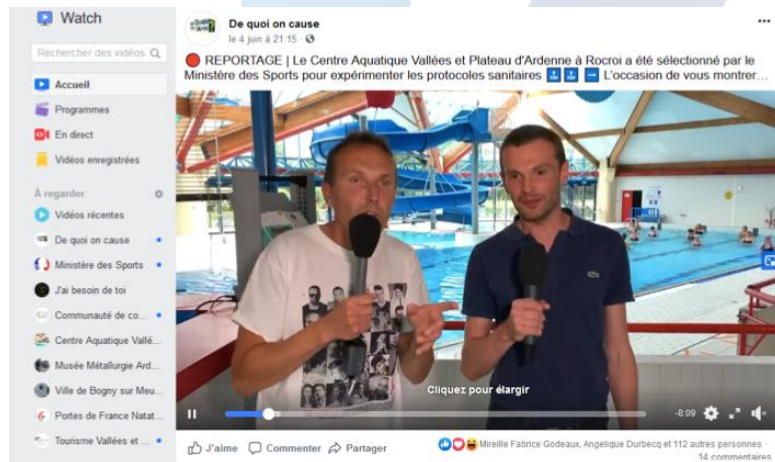 Watch
Rechercher des vidéos
Accueil
Programmes
En direct
Vidéos enregistrées
À regarder
Vidéos récentes
De quoi on cause
Ministère des Sports
J'ai besoin de toi
Communauté de co...
Centre Aquatique Vallé...
Musée Métallurgie Ard...
Ville de Bogny sur Meu...
Portes de France Natat...
Tourisme Vallées et ...
De quoi on cause
le 4 juin à 21:15 ·
REPORTAGE | Le Centre Aquatique Vallées et Plateau d'Ardenne à Rocroi a été sélectionné par le
Ministère des Sports pour expérimenter les protocoles sanitaires TOP TOP L'occasion de vous montrer...
Cliquez pour élargir
-8:09
J'aime Commenter Partager
Mireille Fabrice Godeaux, Angelique Durbecq et 112 autres personnes
14 commentaires